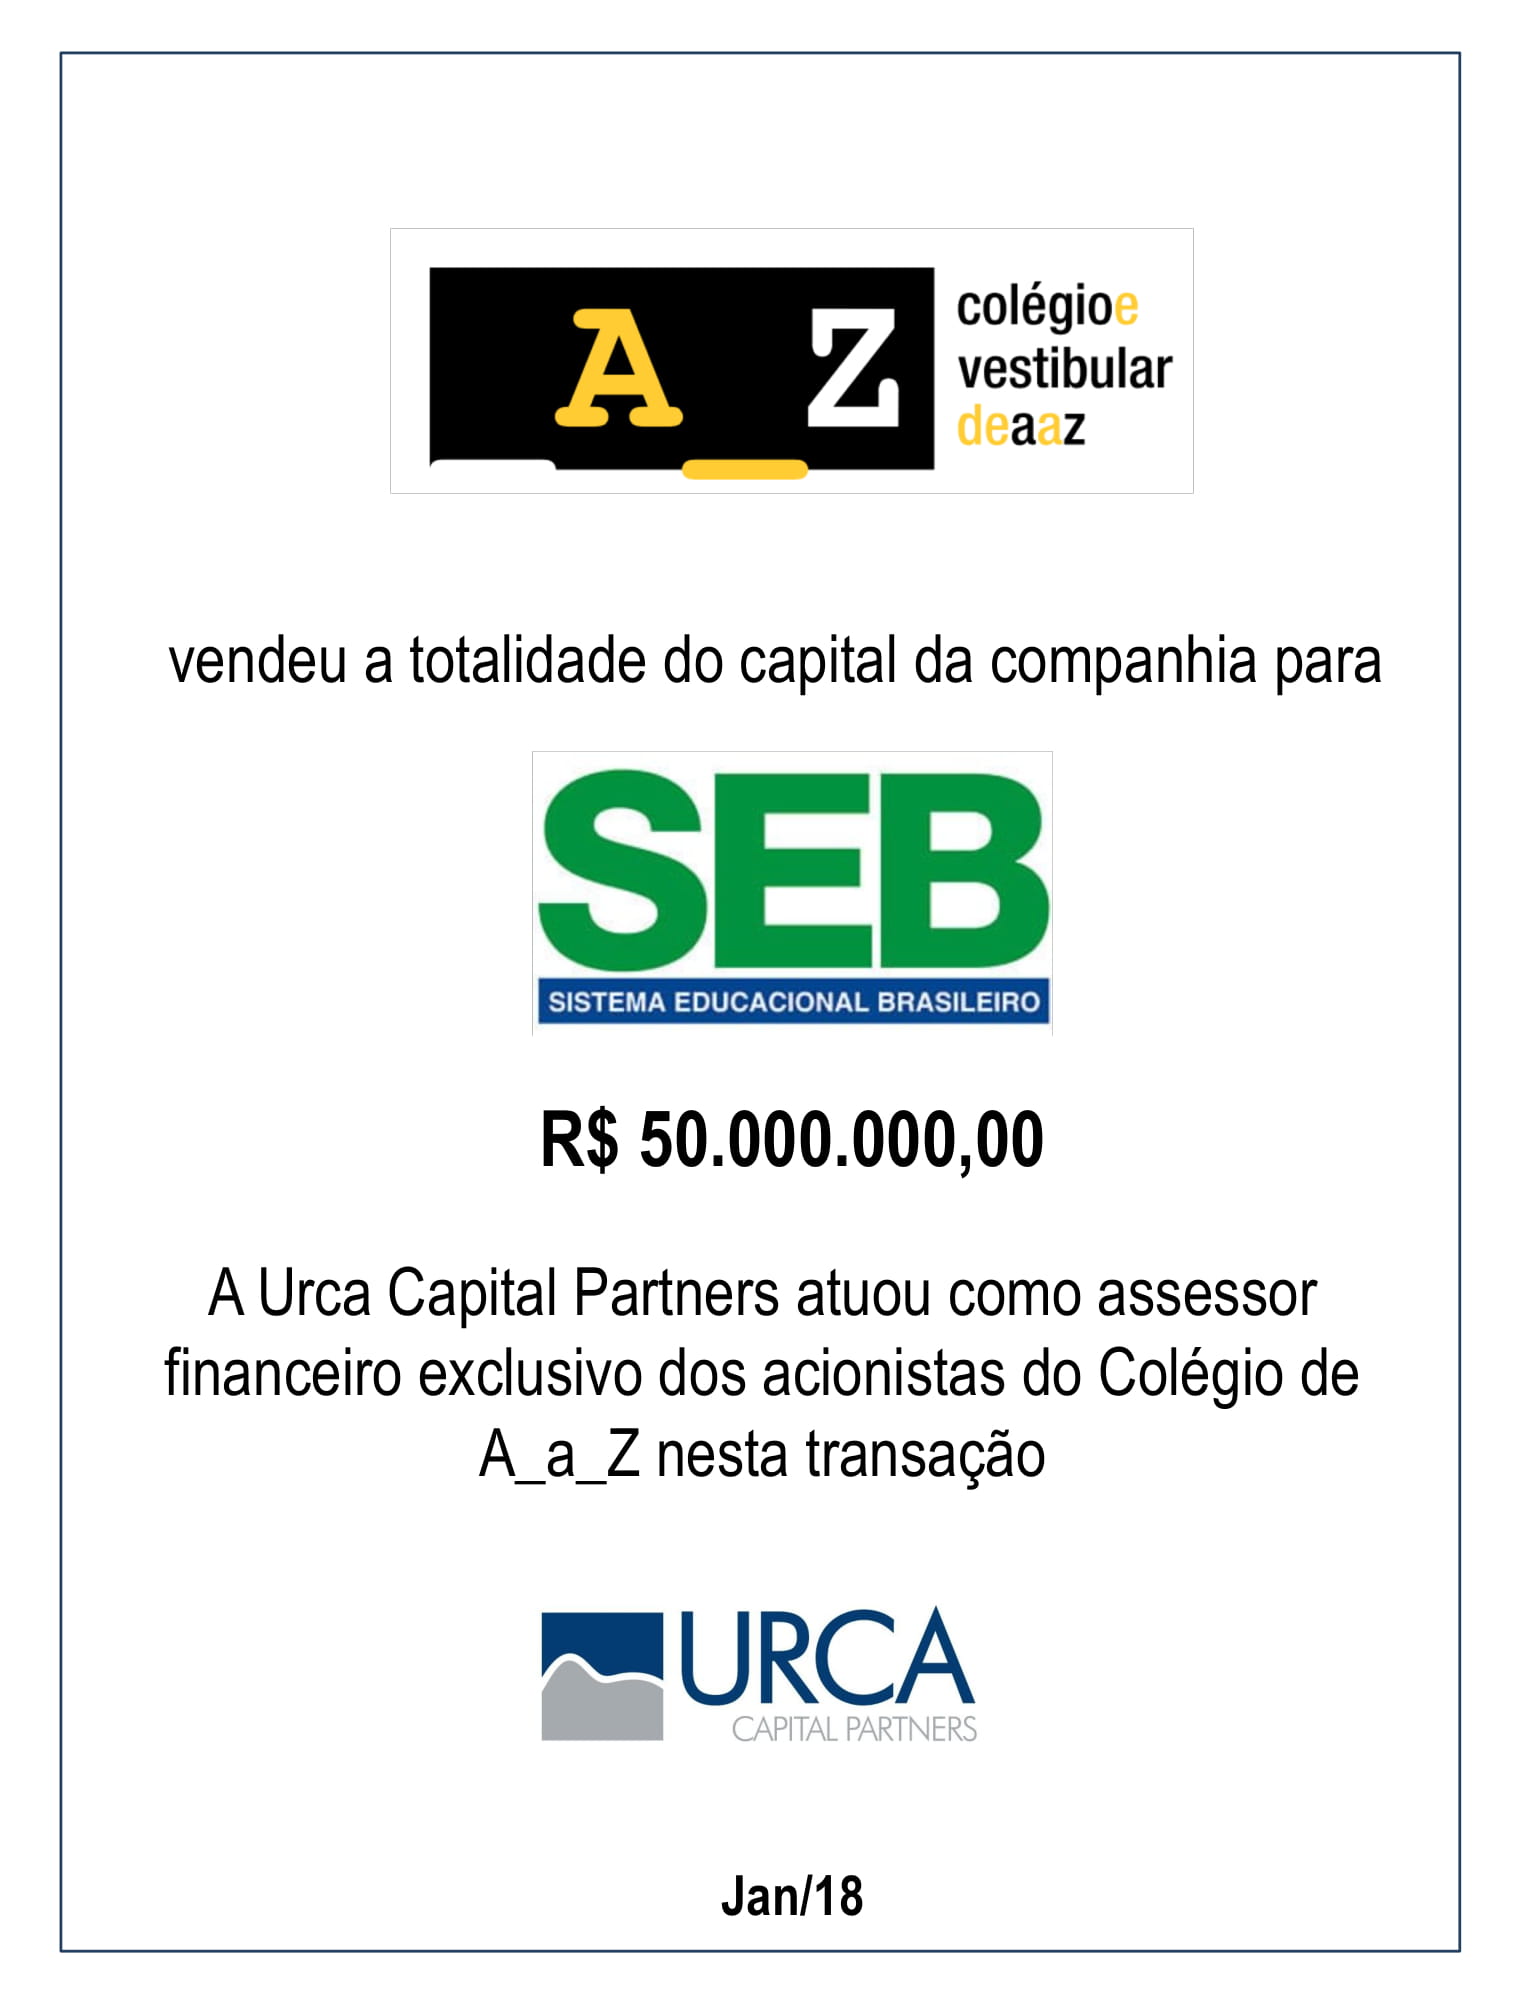 A Z
colégioe
vestibular
deaaz
vendeu a totalidade do capital da companhia para
SEB
SISTEMA EDUCACIONAL BRASILEIRO
R$ 50.000.000,00
A Urca Capital Partners atuou como assessor
financeiro exclusivo dos acionistas do Colégio de
A_a_Z nesta transação
URCA
CAPITAL PARTNERS
Jan/18